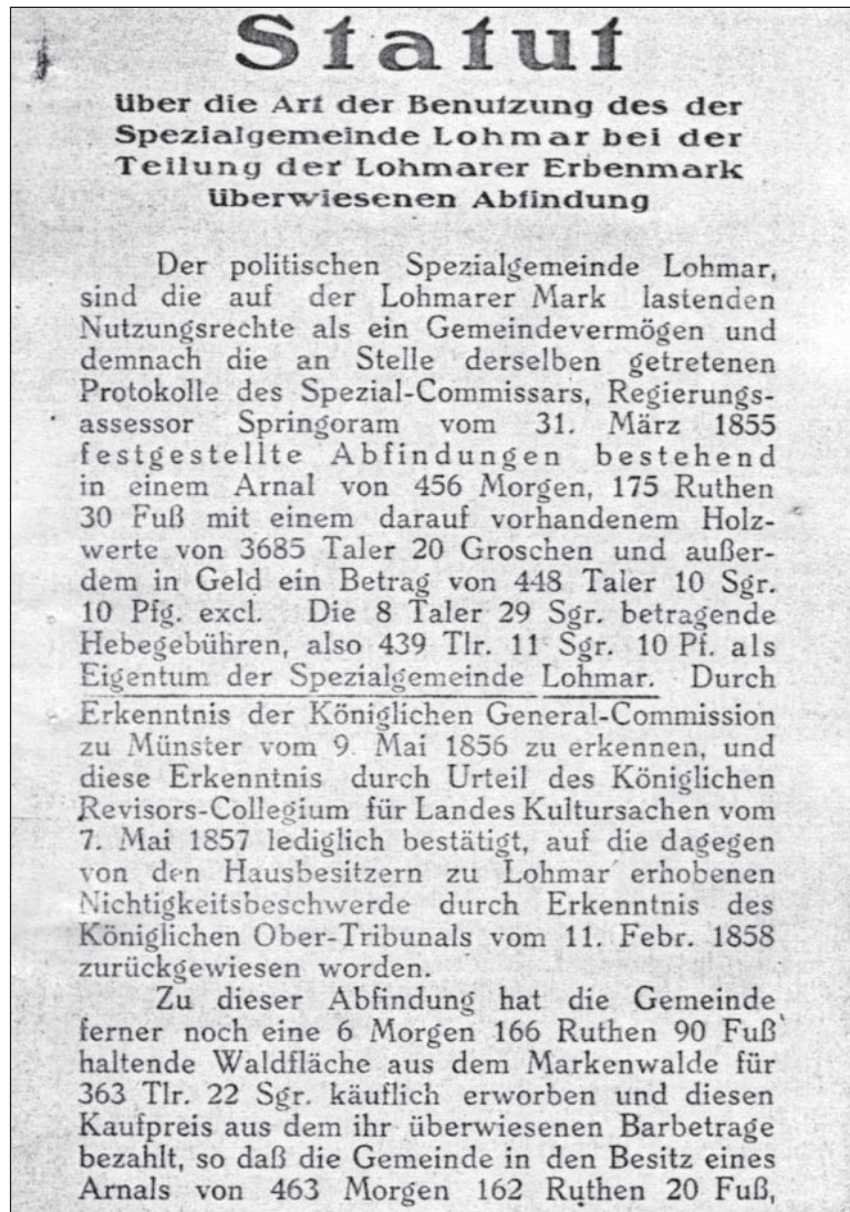 Statut
über die Art der Benutzung des der
Spezialgemeinde Lohmar bei der
Teilung der Lohmarer Erbenmark
überwiesenen Abfindung
Der politischen Spezialgemeinde Lohmar,
sind die auf der Lohmarer Mark lastenden
Nutzungsrechte als ein Gemeindevermögen und
demnach die an Stelle derselben getretenen
Protokolle des Spezial-Commissars, Regierungs-
assessor Springoram vom 31. März 1855
festgestellte Abfindungen bestehend
in einem Arnal von 456 Morgen, 175 Ruthen
30 Fuß mit einem darauf vorhandenem Holz-
werte von 3685 Taler 20 Groschen und außer-
dem in Geld ein Betrag von 448 Taler 10 Sgr.
10 Pfg. excl. Die 8 Taler 29 Sgr. betragende
Hebegebühren, also 439 Tlr. 11 Sgr. 10 Pf. als
Eigentum der Spezialgemeinde Lohmar. Durch
Erkenntnis der Königlichen General-Commission
zu Münster vom 9. Mai 1856 zu erkennen, und
diese Erkenntnis durch Urteil des Königlichen
Revisors-Collegium für Landes Kultursachen vom
7. Mai 1857 lediglich bestätigt, auf die dagegen
von den Hausbesitzern zu Lohmar erhobenen
Nichtigkeitsbeschwerde durch Erkenntnis des
Königlichen Ober-Tribunals vom 11. Febr. 1858
zurückgewiesen worden.
Zu dieser Abfindung hat die Gemeinde
ferner noch eine 6 Morgen 166 Ruthen 90 Fuß
haltende Waldfläche aus dem Markenwalde für
363 Tlr. 22 Sgr. käuflich erworben und diesen
Kaufpreis aus dem ihr überwiesenen Barbetrage
bezahlt, so daß die Gemeinde in den Besitz eines
Arnals von 463 Morgen 162 Ruthen 20 Fuß,